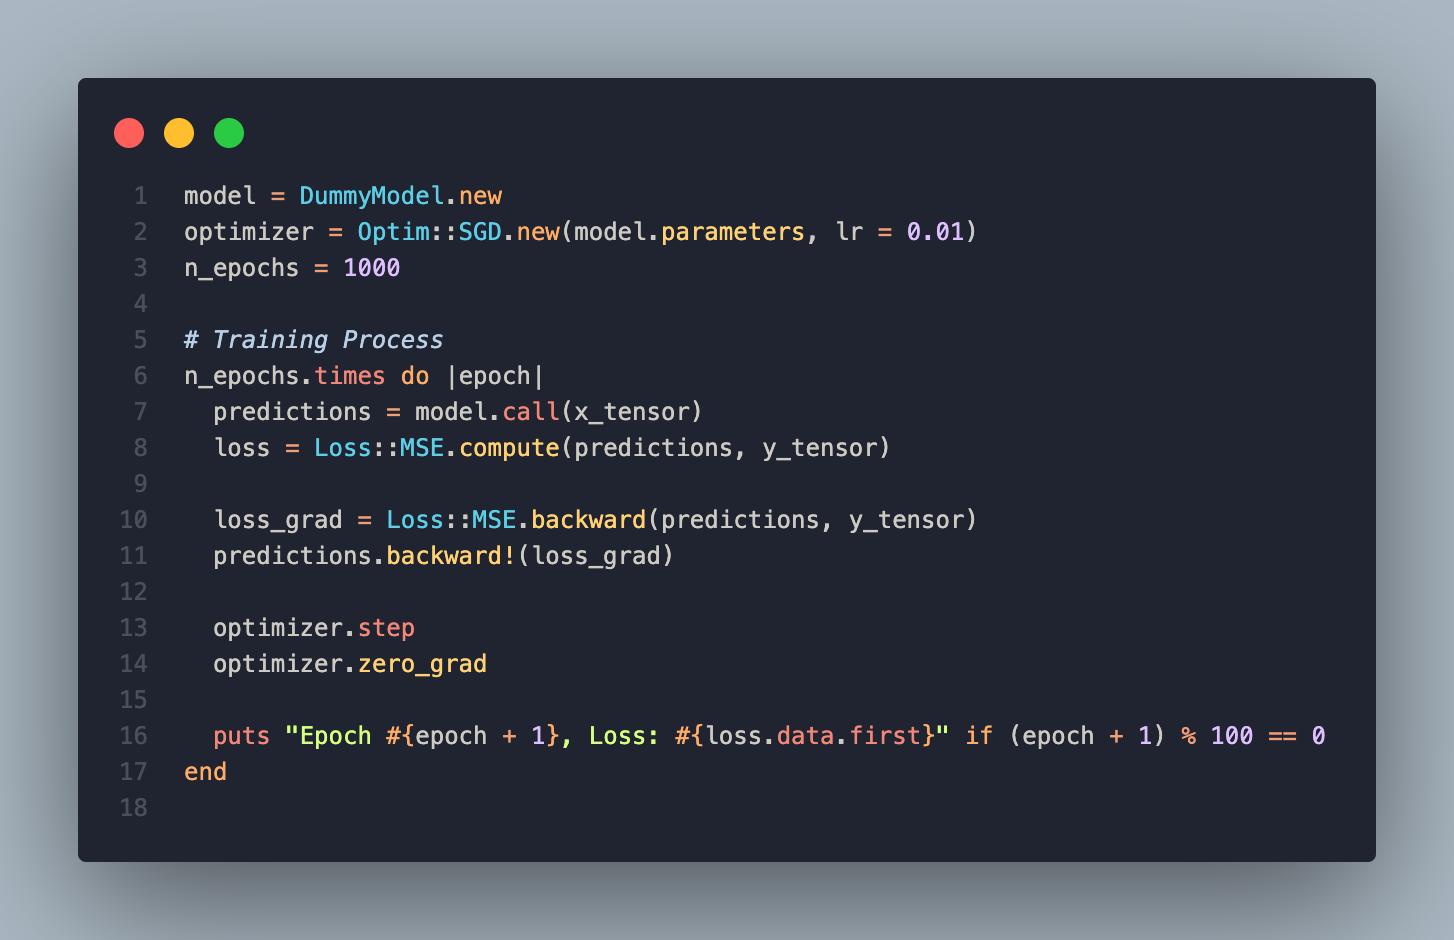 1 model = DummyModel.new
2 optimizer = Optim::SGD.new(model.parameters, lr = 0.01)
3 n_epochs = 1000
4
5 # Training Process
6 n_epochs.times do |epoch|
7   predictions = model.call(x_tensor)
8   loss = Loss::MSE.compute(predictions, y_tensor)
9
10   loss_grad = Loss::MSE.backward(predictions, y_tensor)
11   predictions.backward!(loss_grad)
12
13   optimizer.step
14   optimizer.zero_grad
15
16   puts "Epoch #{epoch + 1}, Loss: #{loss.data.first}" if (epoch + 1) % 100 == 0
17 end
18